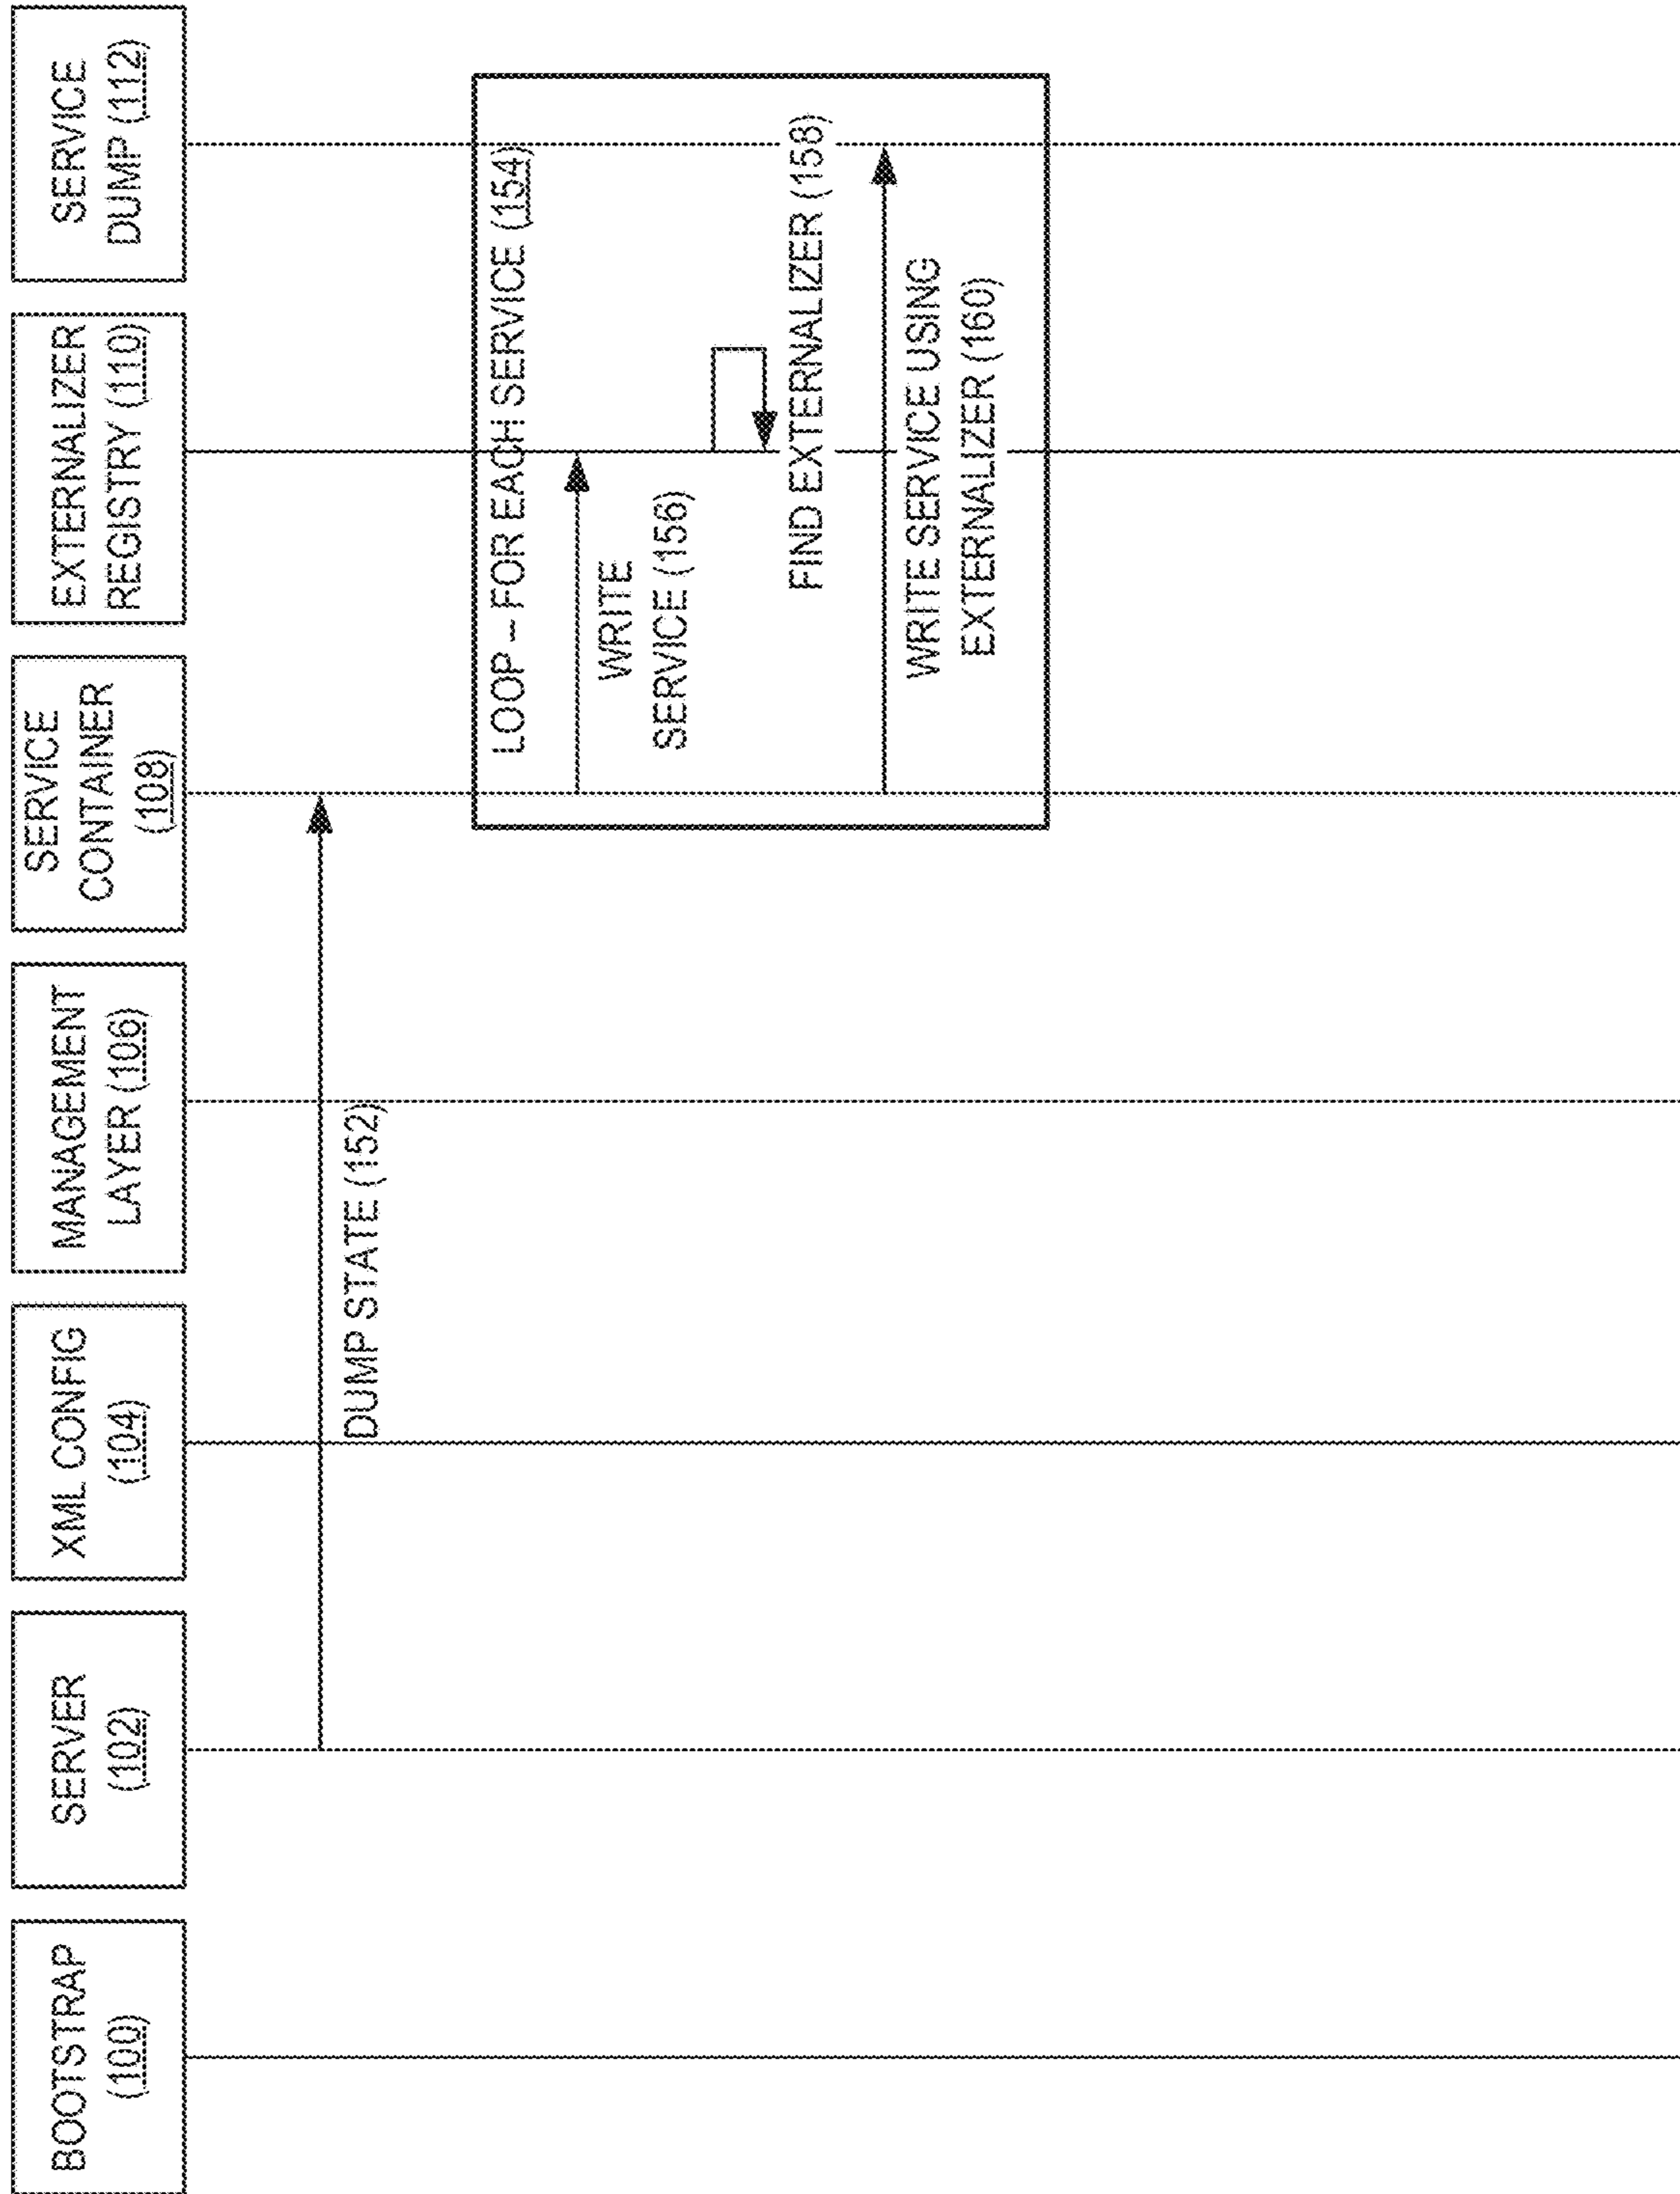 BOOTSTRAP
(100)
SERVER
(102)
XML CONFIG
(104)
MANAGEMENT
LAYER (106)
SERVICE
CONTAINER
(108)
EXTERNALIZER
REGISTRY (110)
SERVICE
DUMP (112)
DUMP STATE (152)
LOOP – FOR EACH SERVICE (154)
WRITE
SERVICE (156)
FIND EXTERNALIZER (158)
WRITE SERVICE USING
EXTERNALIZER (160)